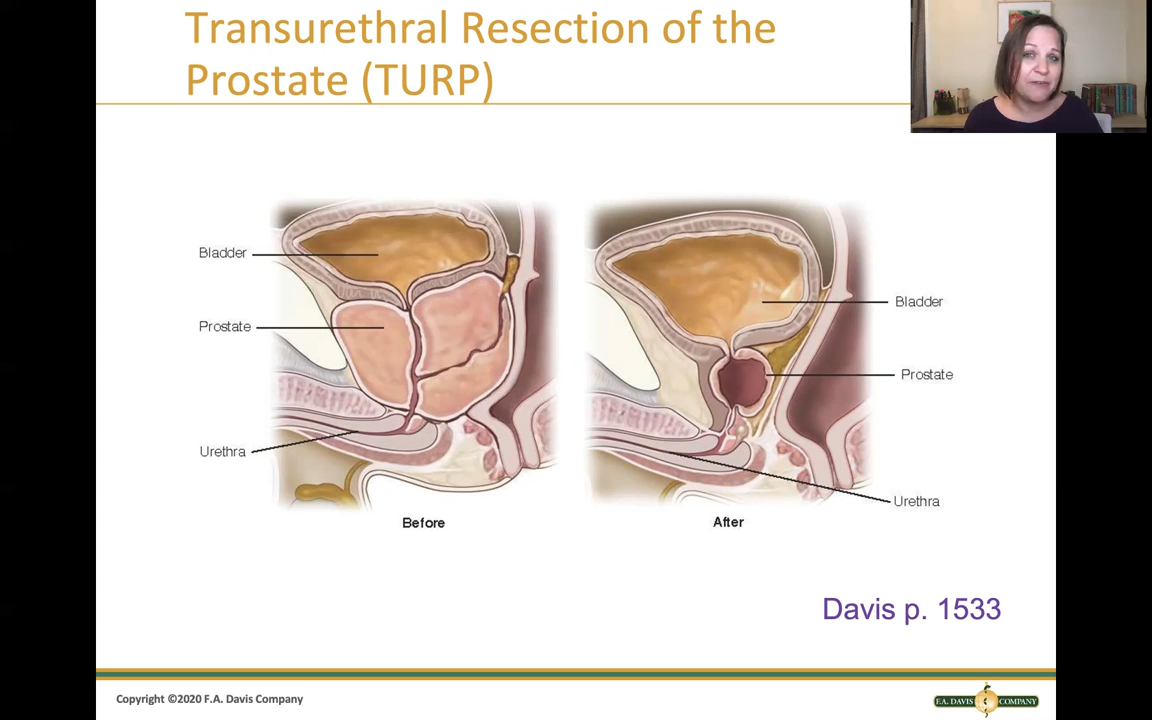 Transurethral Resection of the
Prostate (TURP)
Bladder
Prostate
Urethra
Before
Bladder
Prostate
Urethra
After
Davis p. 1533
Copyright ©2020 F.A. Davis Company
F.A. DAVIS COMPANY